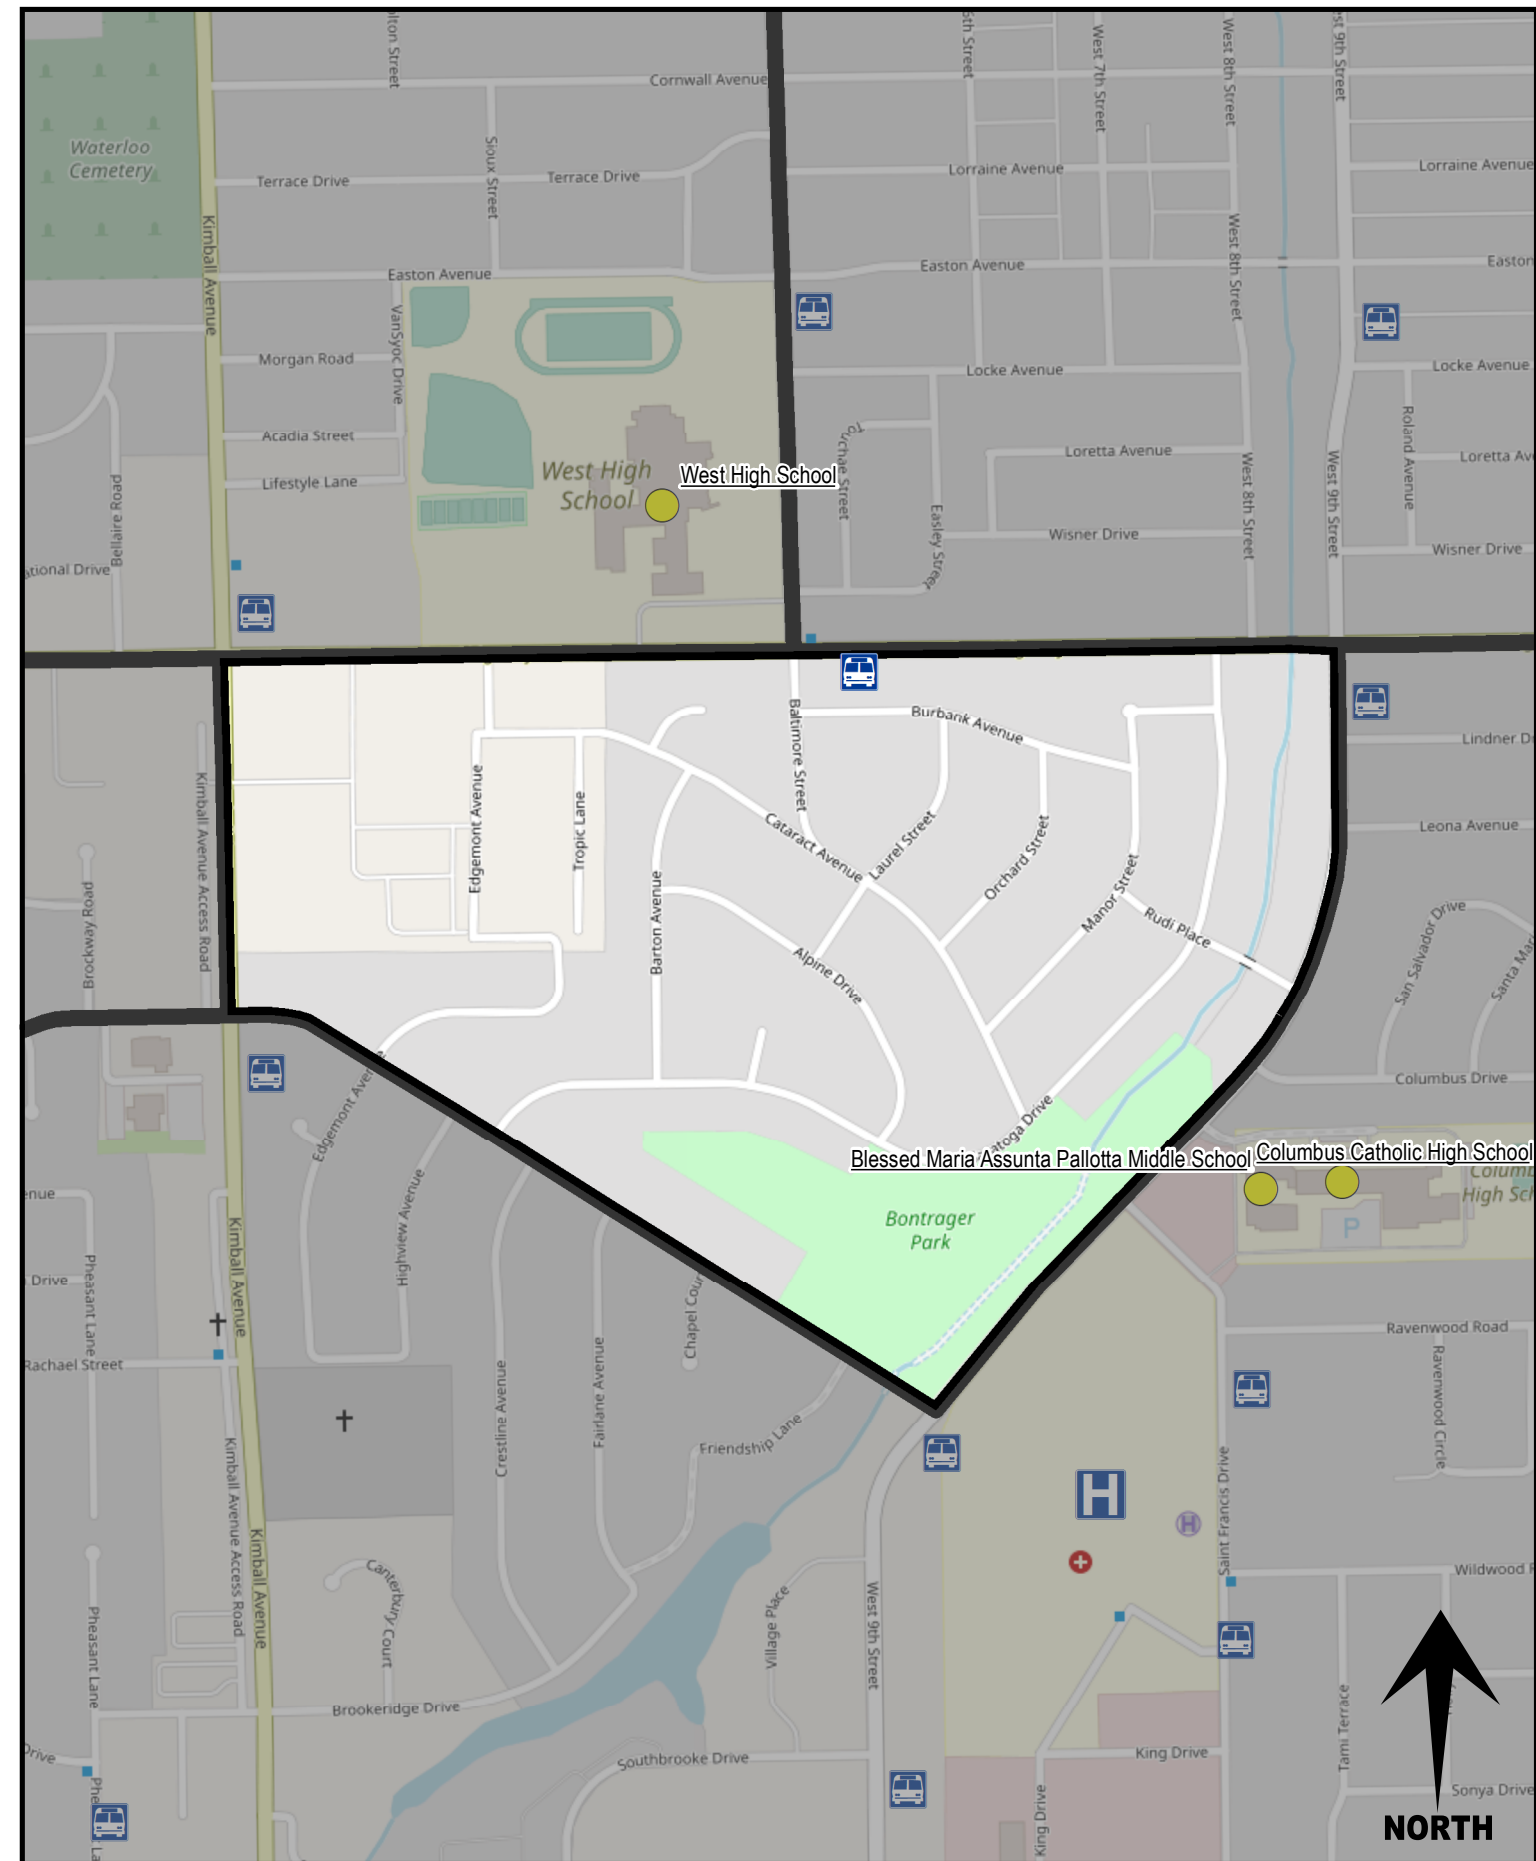 Cornwall Avenue
West 7th Street
West 8th Street
Waterloo
Cemetery
Terrace Drive
Sioux Street
Terrace Drive
Lorraine Avenue
Lorraine Avenue
Kimball Avenue
West 8th Street
Easton Avenue
Easton Avenue
Easton
VanSyoc Drive
Morgan Road
Locke Avenue
Locke Avenue
Acadia Street
Touchae Street
Roland Avenue
Loretta Avenue
West High
School
West High School
Lifestyle Lane
Bellaire Road
West 8th Street
West 9th Street
Easley Street
Wisner Drive
Wisner Drive
Baltimore Street
Burbank Avenue
Lindner
Kimball Avenue Access Road
Edgemont Avenue
Tropic Lane
Cataract Avenue
Laurel Street
Orchard Street
Leona Avenue
Brockway Road
Barton Avenue
Manor Street
Rudi Place
San Salvador Drive
Santa
Alpine Drive
Columbus Drive
Edgemont
Blessed Maria Assunta Pallotta Middle School
Columbus Catholic High School
Highview Avenue
Bontrager
Park
P
Drive
Pheasant Lane
Kimball Avenue
Chapel
Ravenwood Road
Rachael Street
Fairlane Avenue
Crestline Avenue
Ravenwood Circle
Friendship Lane
Kimball Avenue Access Road
H
H
Saint Francis Drive
Kimball Avenue
Canterbury Court
Village Place
West 9th Street
Wildwood
Pheasant Lane
Brookeridge Drive
Tami Terrace
Southbrooke Drive
King Drive
King Drive
Sonya Drive
NORTH